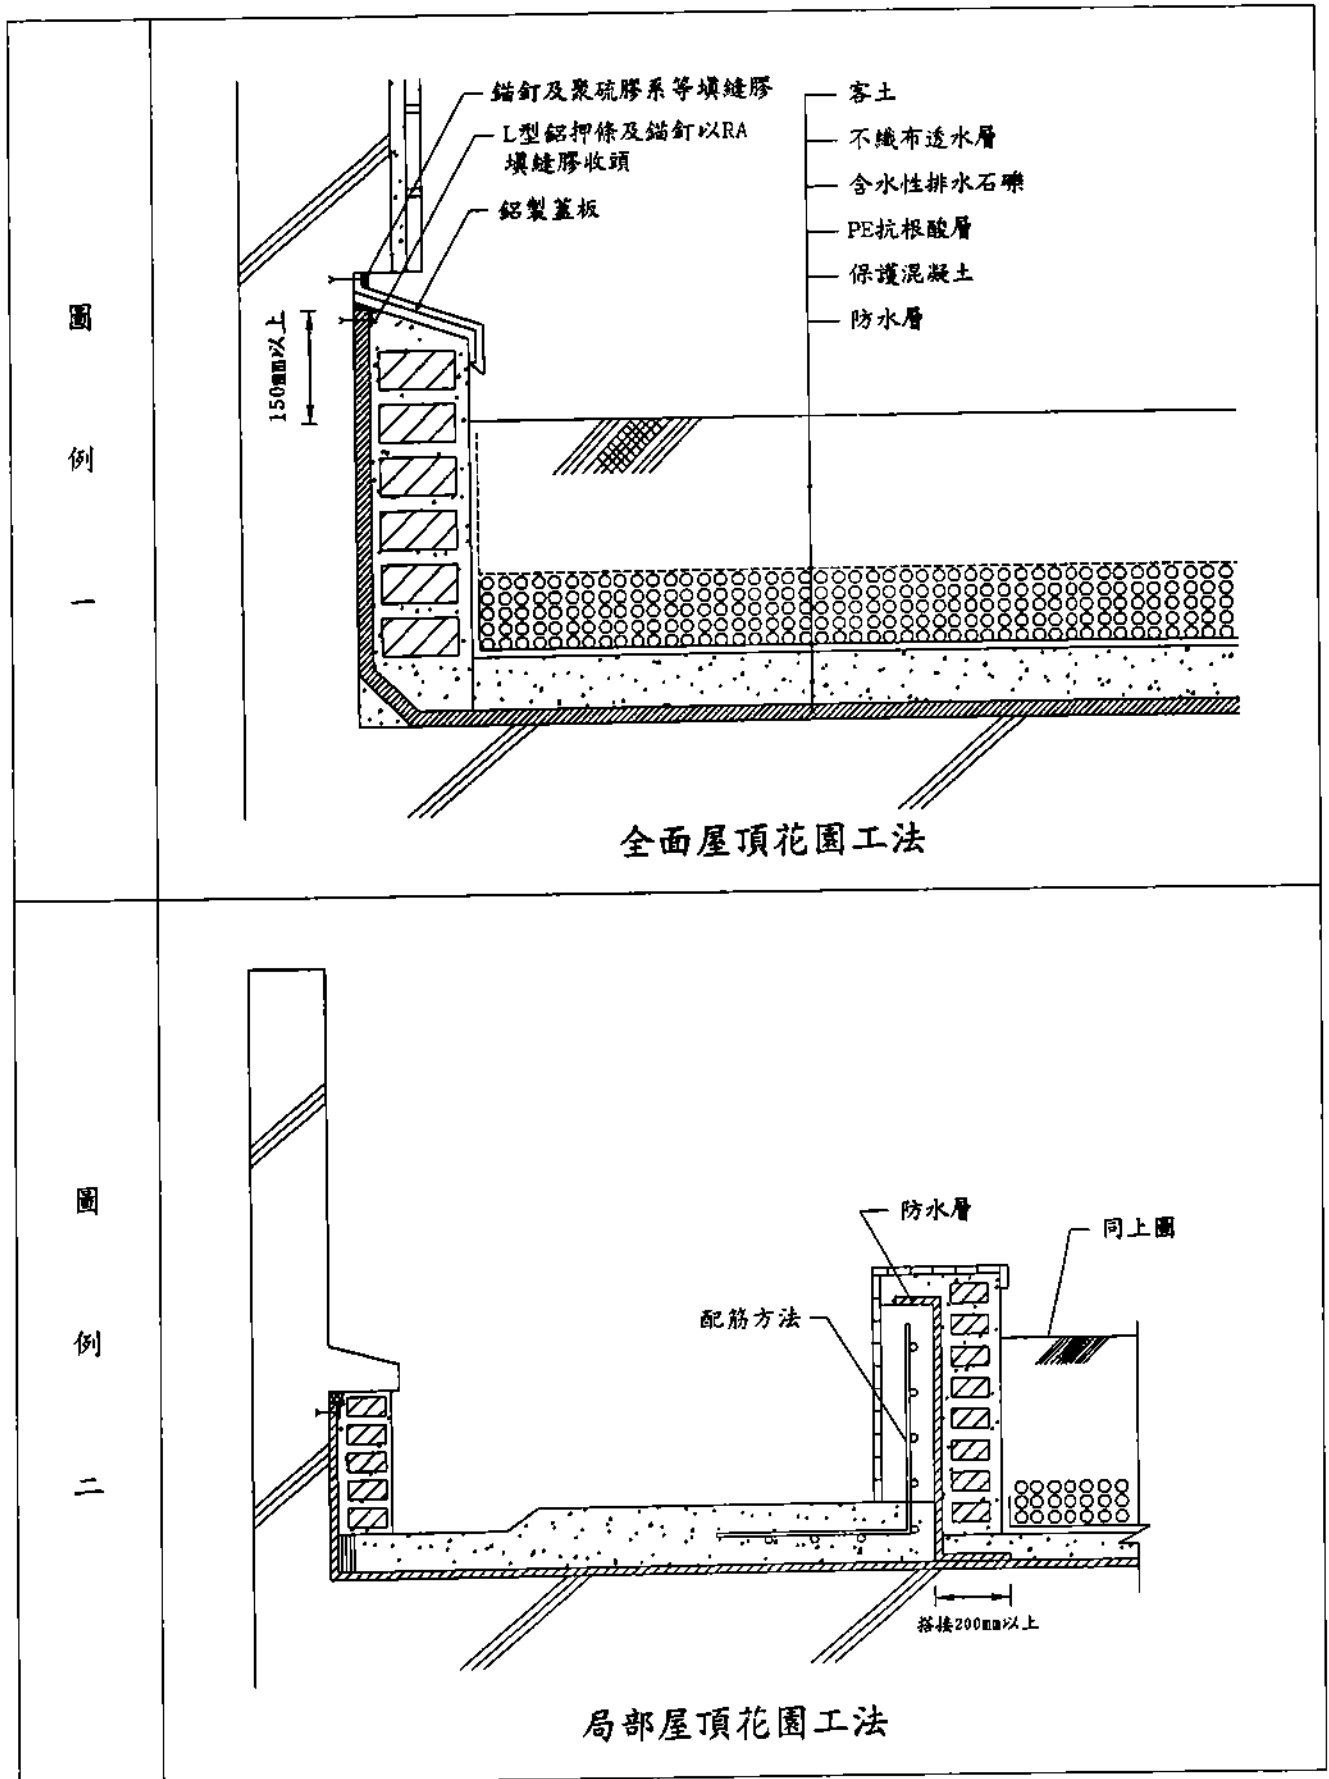 圖例一
錨釘及聚硫膠系等填縫膠
L型鋁押條及錨釘以RA
填縫膠收頭
鋁製蓋板
150mm以上
客土
不織布透水層
含水性排水石礫
PE抗根酸層
保護混凝土
防水層
全面屋頂花園工法
圖例二
防水層
同上圖
配筋方法
搭接200mm以上
局部屋頂花園工法